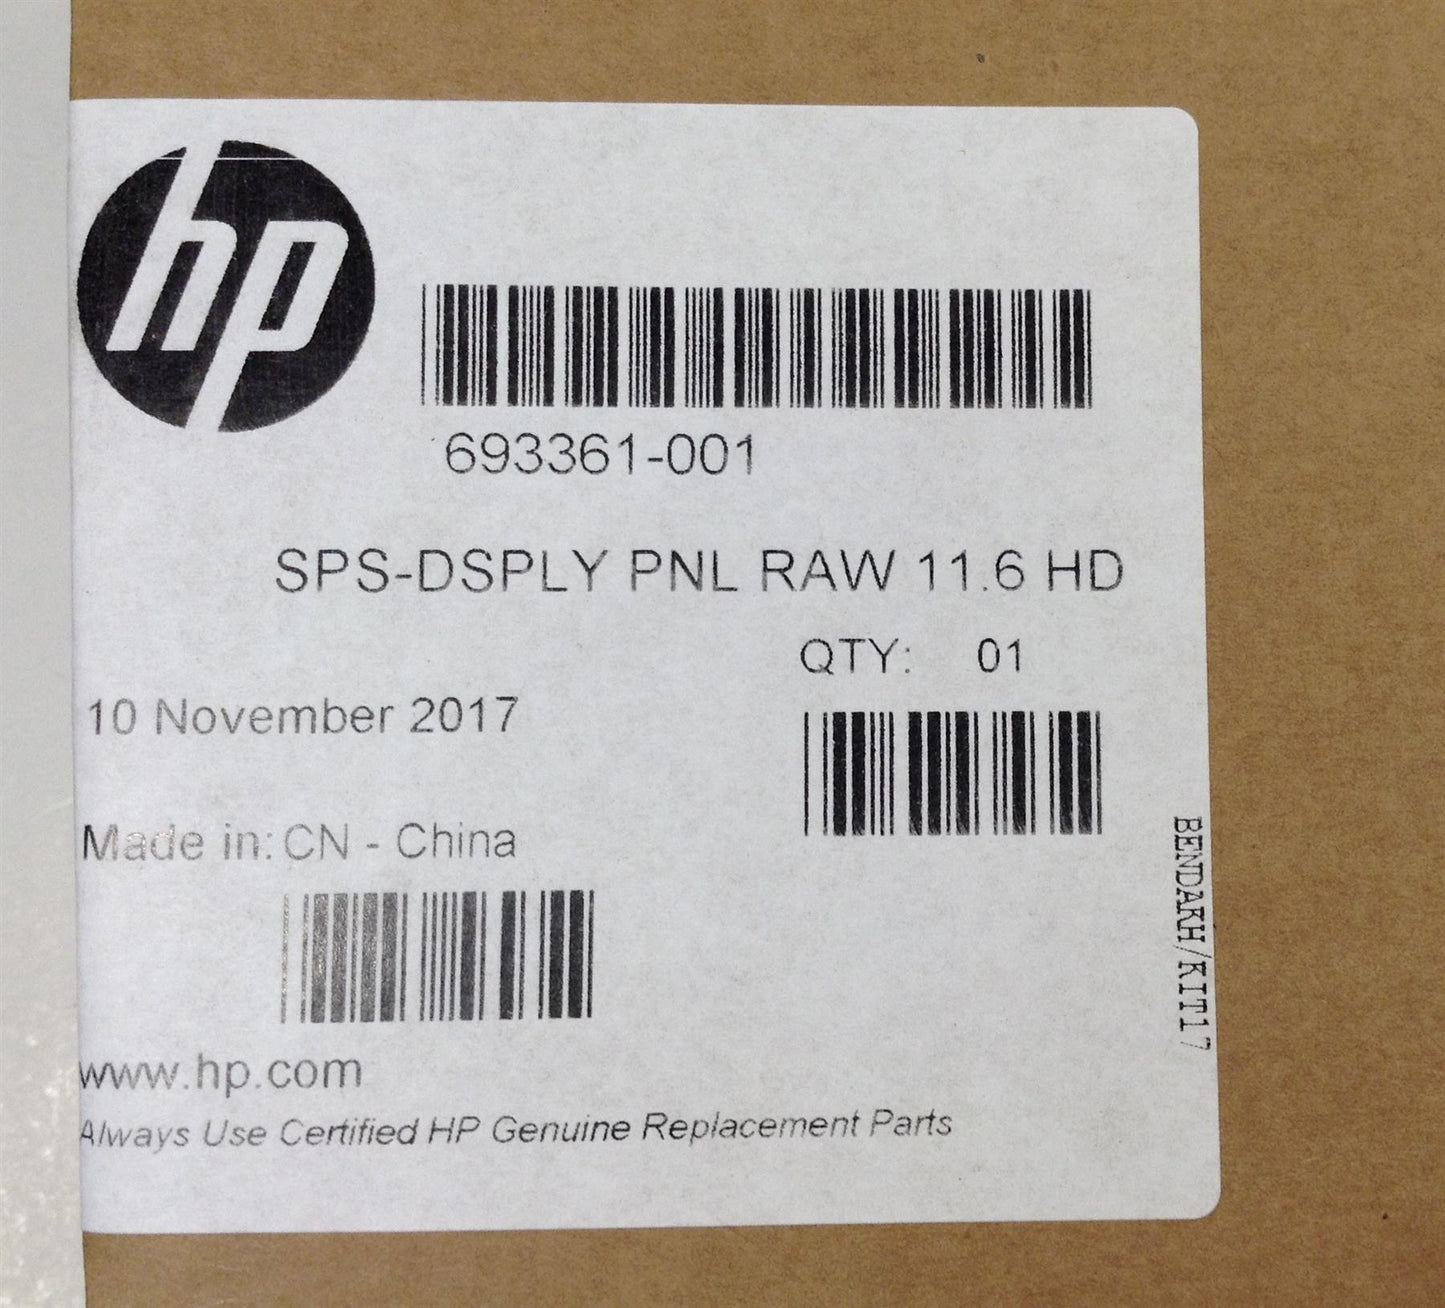 hp
693361-001
SPS-DSPLY PNL RAW 11.6 HD
QTY: 01
10 November 2017
Made in: CN - China
www.hp.com
Always Use Certified HP Genuine Replacement Parts
BENDAKH/KIT17